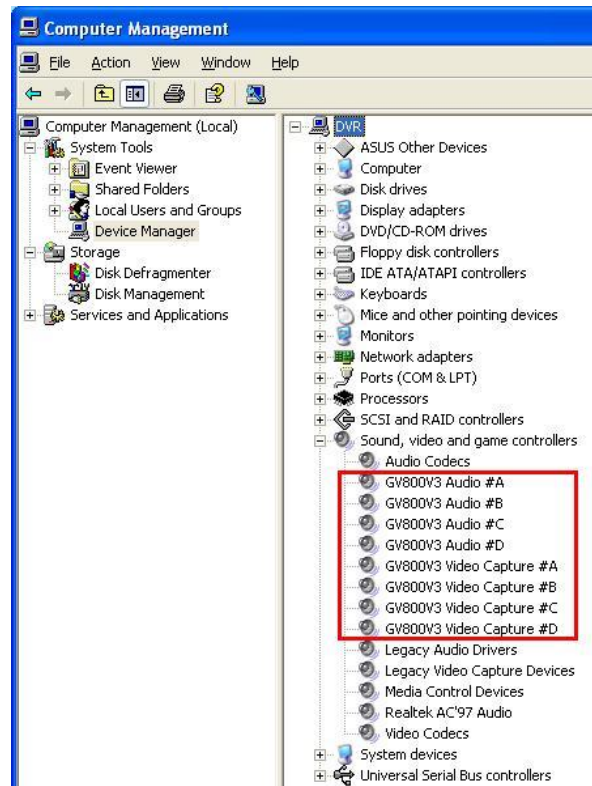 Computer Management
File Action View Window Help
Computer Management (Local)
System Tools
Event Viewer
Shared Folders
Local Users and Groups
Device Manager
Storage
Disk Defragmenter
Disk Management
Services and Applications
DVR
ASUS Other Devices
Computer
Disk drives
Display adapters
DVD/CD-ROM drives
Floppy disk controllers
IDE ATA/ATAPI controllers
Keyboards
Mice and other pointing devices
Monitors
Network adapters
Ports (COM & LPT)
Processors
SCSI and RAID controllers
Sound, video and game controllers
Audio Codecs
GV800V3 Audio #A
GV800V3 Audio #B
GV800V3 Audio #C
GV800V3 Audio #D
GV800V3 Video Capture #A
GV800V3 Video Capture #B
GV800V3 Video Capture #C
GV800V3 Video Capture #D
Legacy Audio Drivers
Legacy Video Capture Devices
Media Control Devices
Realtek AC'97 Audio
Video Codecs
System devices
Universal Serial Bus controllers